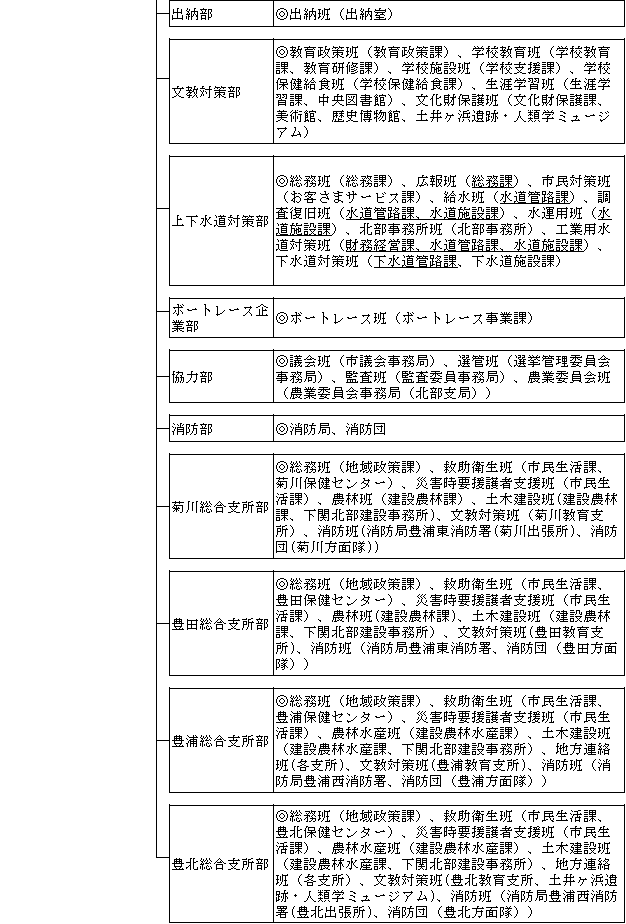 出納部
◎出納班（出納室）
文教対策部
◎教育政策班（教育政策課）、学校教育班（学校教育
課、教育研修課）、学校施設班（学校支援課）、学校
保健給食班（学校保健給食課）、生涯学習班（生涯学
習課、中央図書館）、文化財保護班（文化財保護課、
美術館、歴史博物館、土井ヶ浜遺跡・人類学ミュージ
アム）
上下水道対策部
◎総務班（総務課）、広報班（総務課）、市民対策班
（お客さまサービス課）、給水班（水道管路課）、調
査復旧班（水道管路課、水道施設課）、水運用班（水
道施設課）、北部事務所班（北部事務所）、工業用水
道対策班（財務経営課、水道管路課、水道施設課）、
下水道対策班（下水道管路課、下水道施設課）
ボートレース企
業部
◎ボートレース班（ボートレース事業課）
協力部
◎議会班（市議会事務局）、選管班（選挙管理委員会
事務局）、監査班（監査委員事務局）、農業委員会班
（農業委員会事務局（北部支局））
消防部
◎消防局、消防団
菊川総合支所部
◎総務班（地域政策課）、救助衛生班（市民生活課、
菊川保健センター）、災害時要援護者支援班（市民生
活課）、農林班（建設農林課）、土木建設班(建設農林
課、下関北部建設事務所)、文教対策班（菊川教育支
所）、消防班(消防局豊浦東消防署(菊川出張所)、消防
団(菊川方面隊))
豊田総合支所部
◎総務班（地域政策課）、救助衛生班（市民生活課、
豊田保健センター）、災害時要援護者支援班（市民生
活課）、農林班(建設農林課)、土木建設班（建設農林
課、下関北部建設事務所）、文教対策班(豊田教育支
所)、消防班（消防局豊浦東消防署、消防団（豊田方面
隊））
豊浦総合支所部
◎総務班（地域政策課）、救助衛生班（市民生活課、
豊浦保健センター）、災害時要援護者支援班（市民生
活課）、農林水産班（建設農林水産課）、土木建設班
（建設農林水産課、下関北部建設事務所）、地方連絡
班(各支所)、文教対策班(豊浦教育支所)、消防班（消
防局豊浦西消防署、消防団（豊浦方面隊））
豊北総合支所部
◎総務班（地域政策課）、救助衛生班（市民生活課、
豊北保健センター）、災害時要援護者支援班（市民生
活課）、農林水産班（建設農林水産課）、土木建設班
（建設農林水産課、下関北部建設事務所）、地方連絡
班（各支所）、文教対策班(豊北教育支所、土井ヶ浜遺
跡・人類学ミュージアム)、消防班（消防局豊浦西消防
署(豊北出張所)、消防団（豊北方面隊））